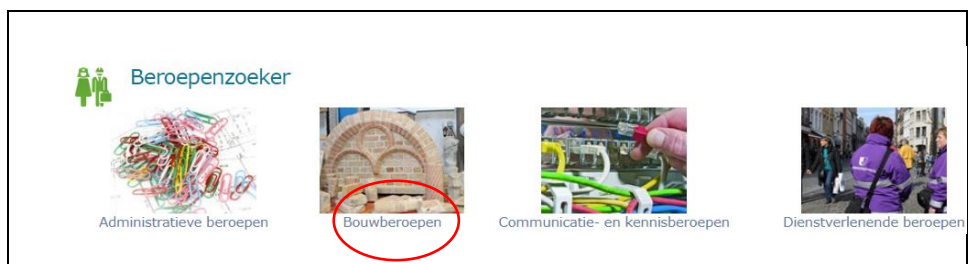 Beroepenzoeker
Administratieve beroepen
Bouwberoepen
Communicatie- en kennisberoepen
Dienstverlenende beroepen